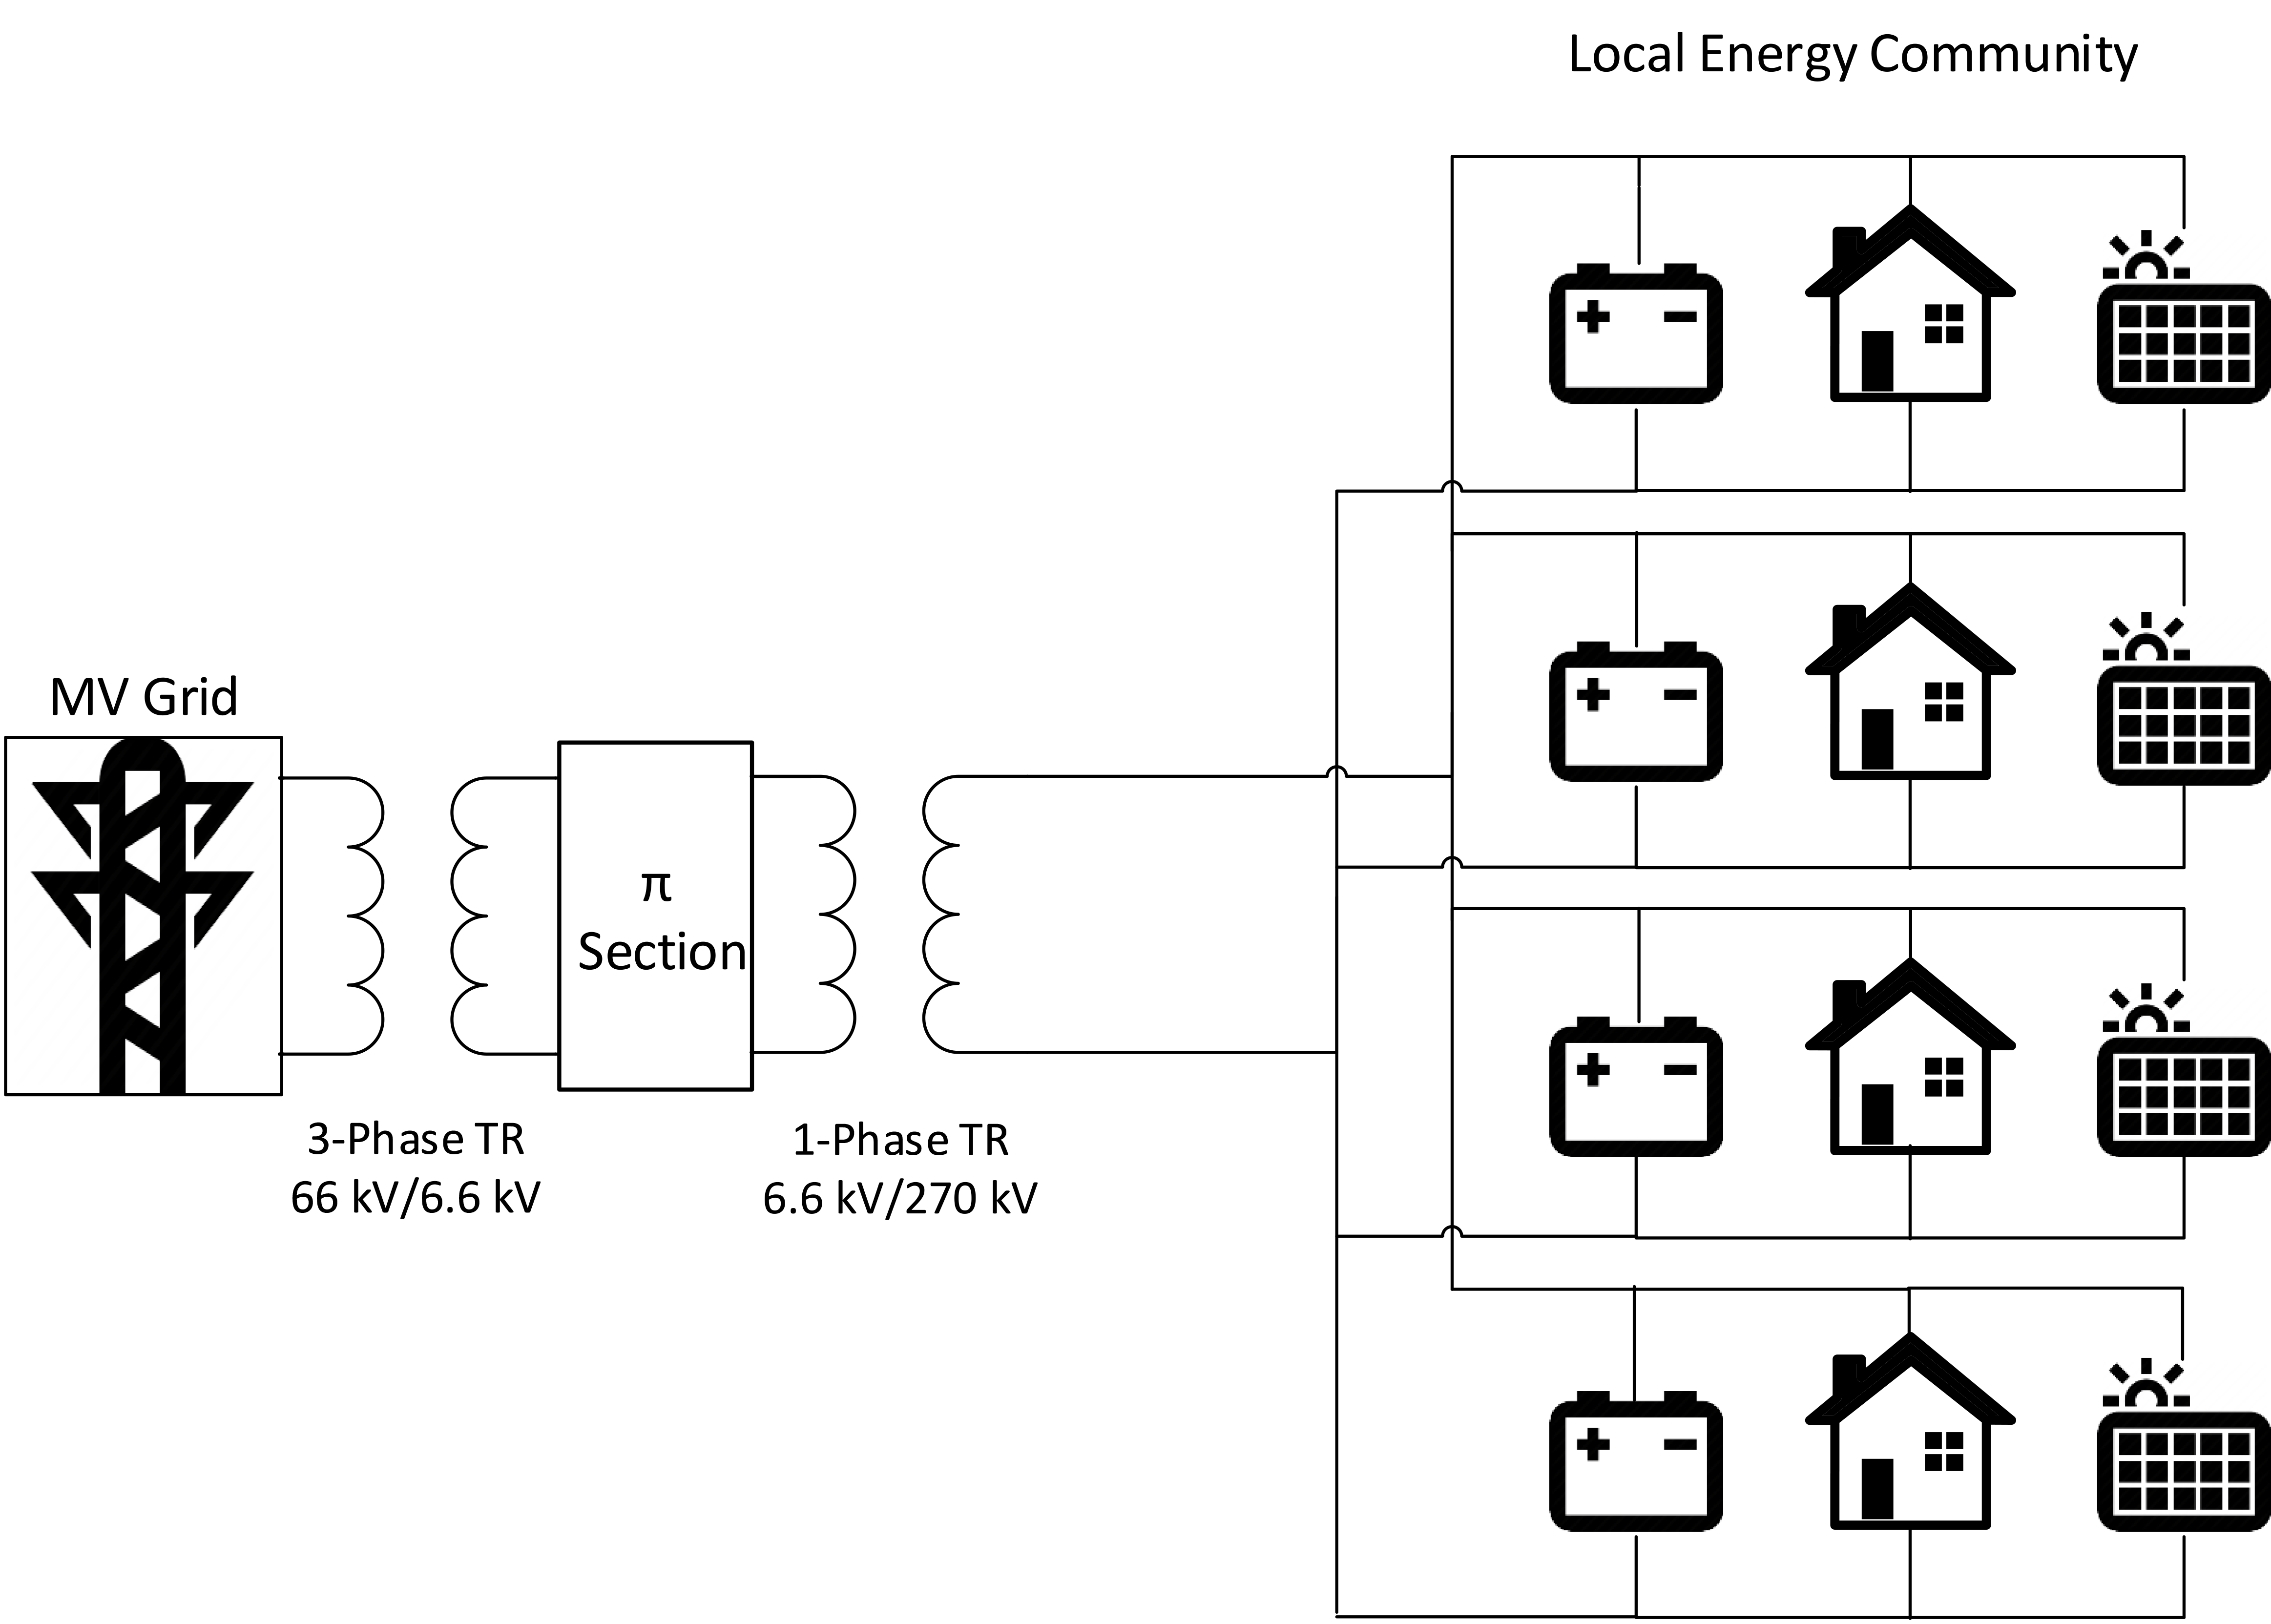 Local Energy Community
MV Grid
π
Section
3-Phase TR
66 kV/6.6 kV
1-Phase TR
6.6 kV/270 kV